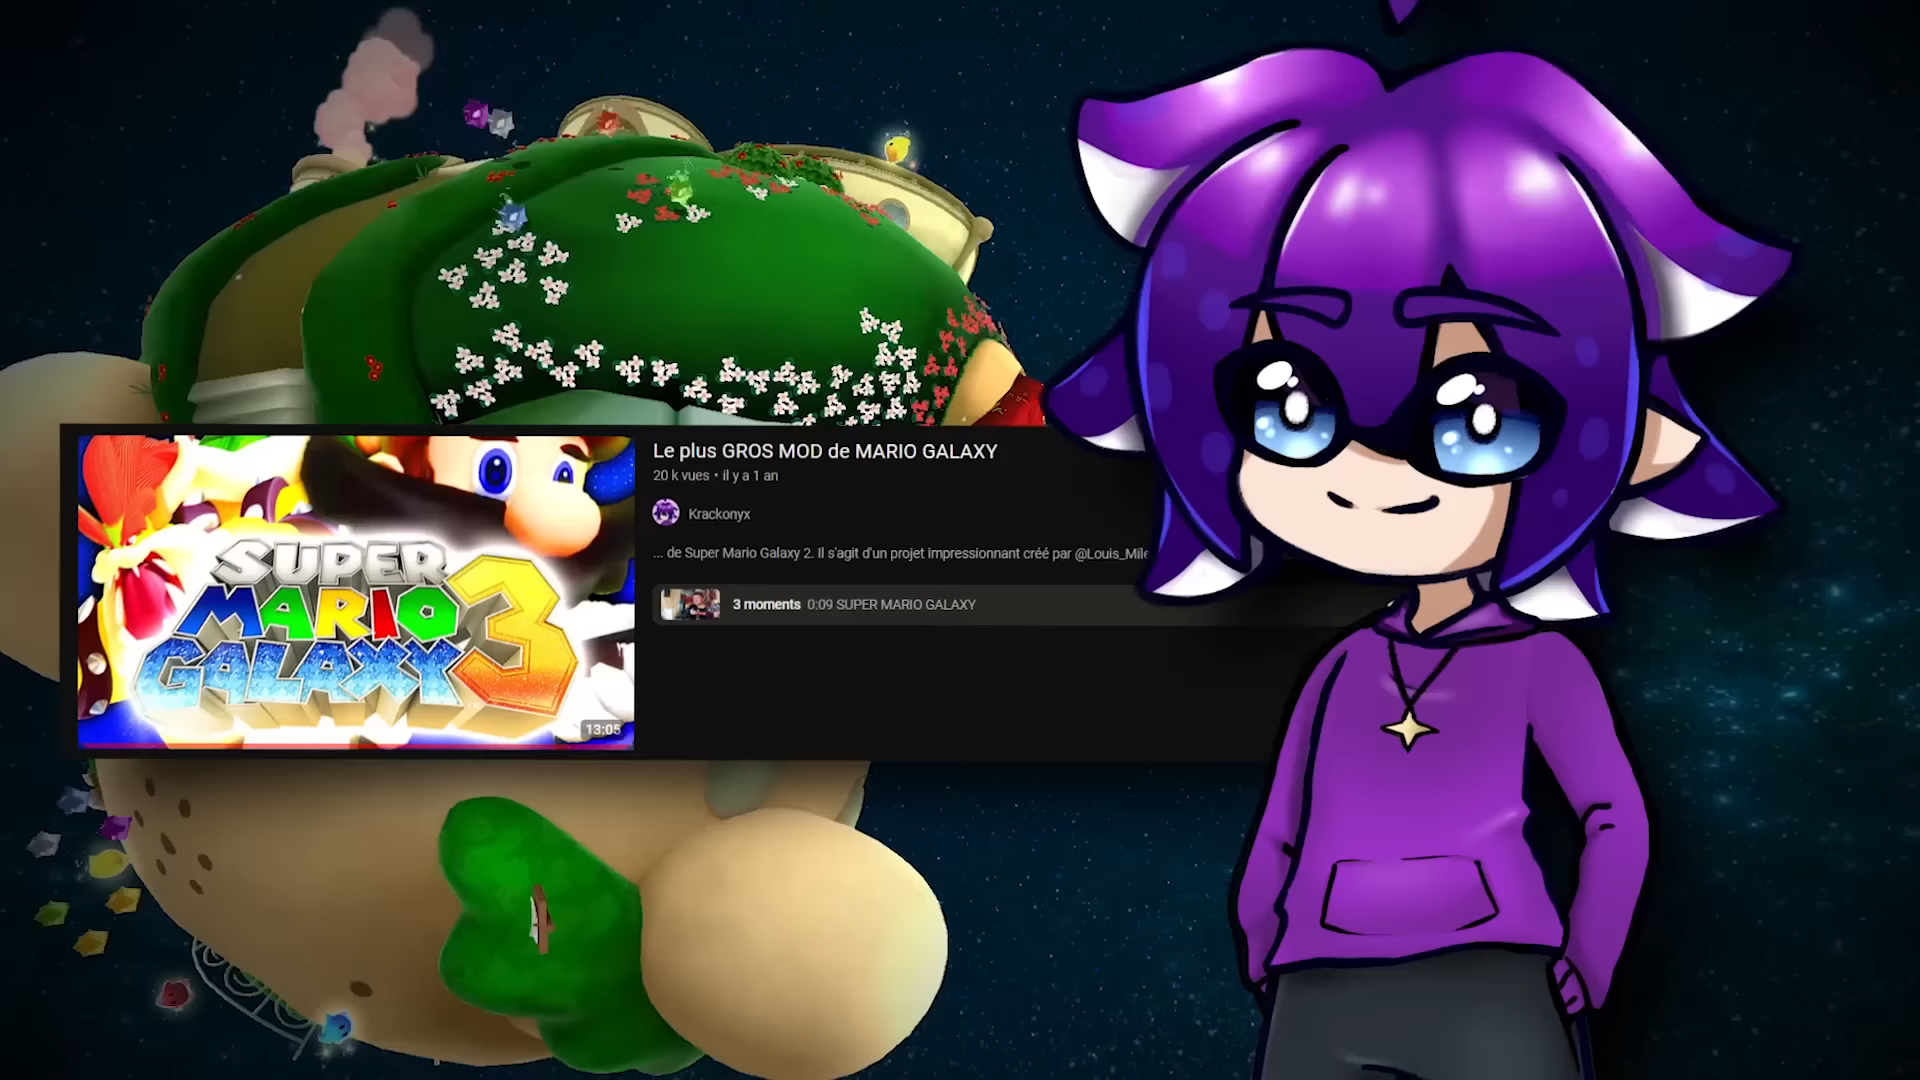 Le plus GROS MOD de MARIO GALAXY
20 k vues • il y a 1 an
Krackonyx
... de Super Mario Galaxy 2. Il s'agit d'un projet impressionnant créé par @Louis_Mile
3 moments 0:09 SUPER MARIO GALAXY
SUPER
MARIO
GALAXY 3
13:05